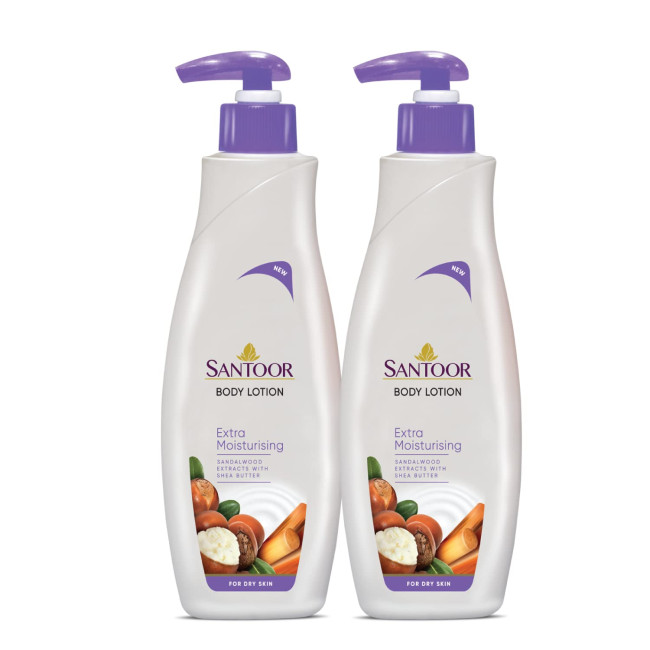 NEW
SANTOOR
BODY LOTION
Extra
Moisturising
SANDALWOOD
EXTRACTS WITH
SHEA BUTTER
FOR DRY SKIN
NEW
SANTOOR
BODY LOTION
Extra
Moisturising
SANDALWOOD
EXTRACTS WITH
SHEA BUTTER
FOR DRY SKIN